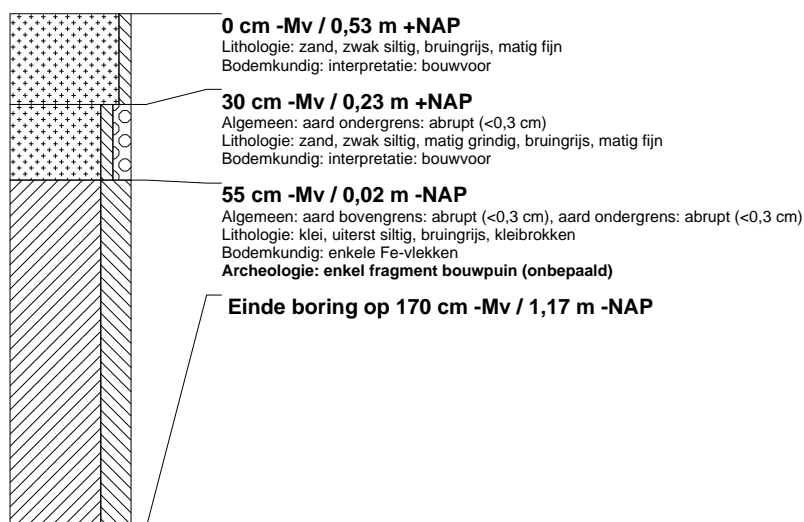 0 cm -Mv / 0,53 m +NAP
Lithologie: zand, zwak siltig, bruingrijs, matig fijn
Bodemkundig: interpretatie: bouwvoor
30 cm -Mv / 0,23 m +NAP
Algemeen: aard ondergrens: abrupt (<0,3 cm)
Lithologie: zand, zwak siltig, matig grindig, bruingrijs, matig fijn
Bodemkundig: interpretatie: bouwvoor
55 cm -Mv / 0,02 m -NAP
Algemeen: aard bovengrens: abrupt (<0,3 cm), aard ondergrens: abrupt (<0,3 cm)
Lithologie: klei, uiterst siltig, bruingrijs, kleibrokken
Bodemkundig: enkele Fe-vlekken
Archeologie: enkel fragment bouwpuin (onbepaald)
Einde boring op 170 cm -Mv / 1,17 m -NAP